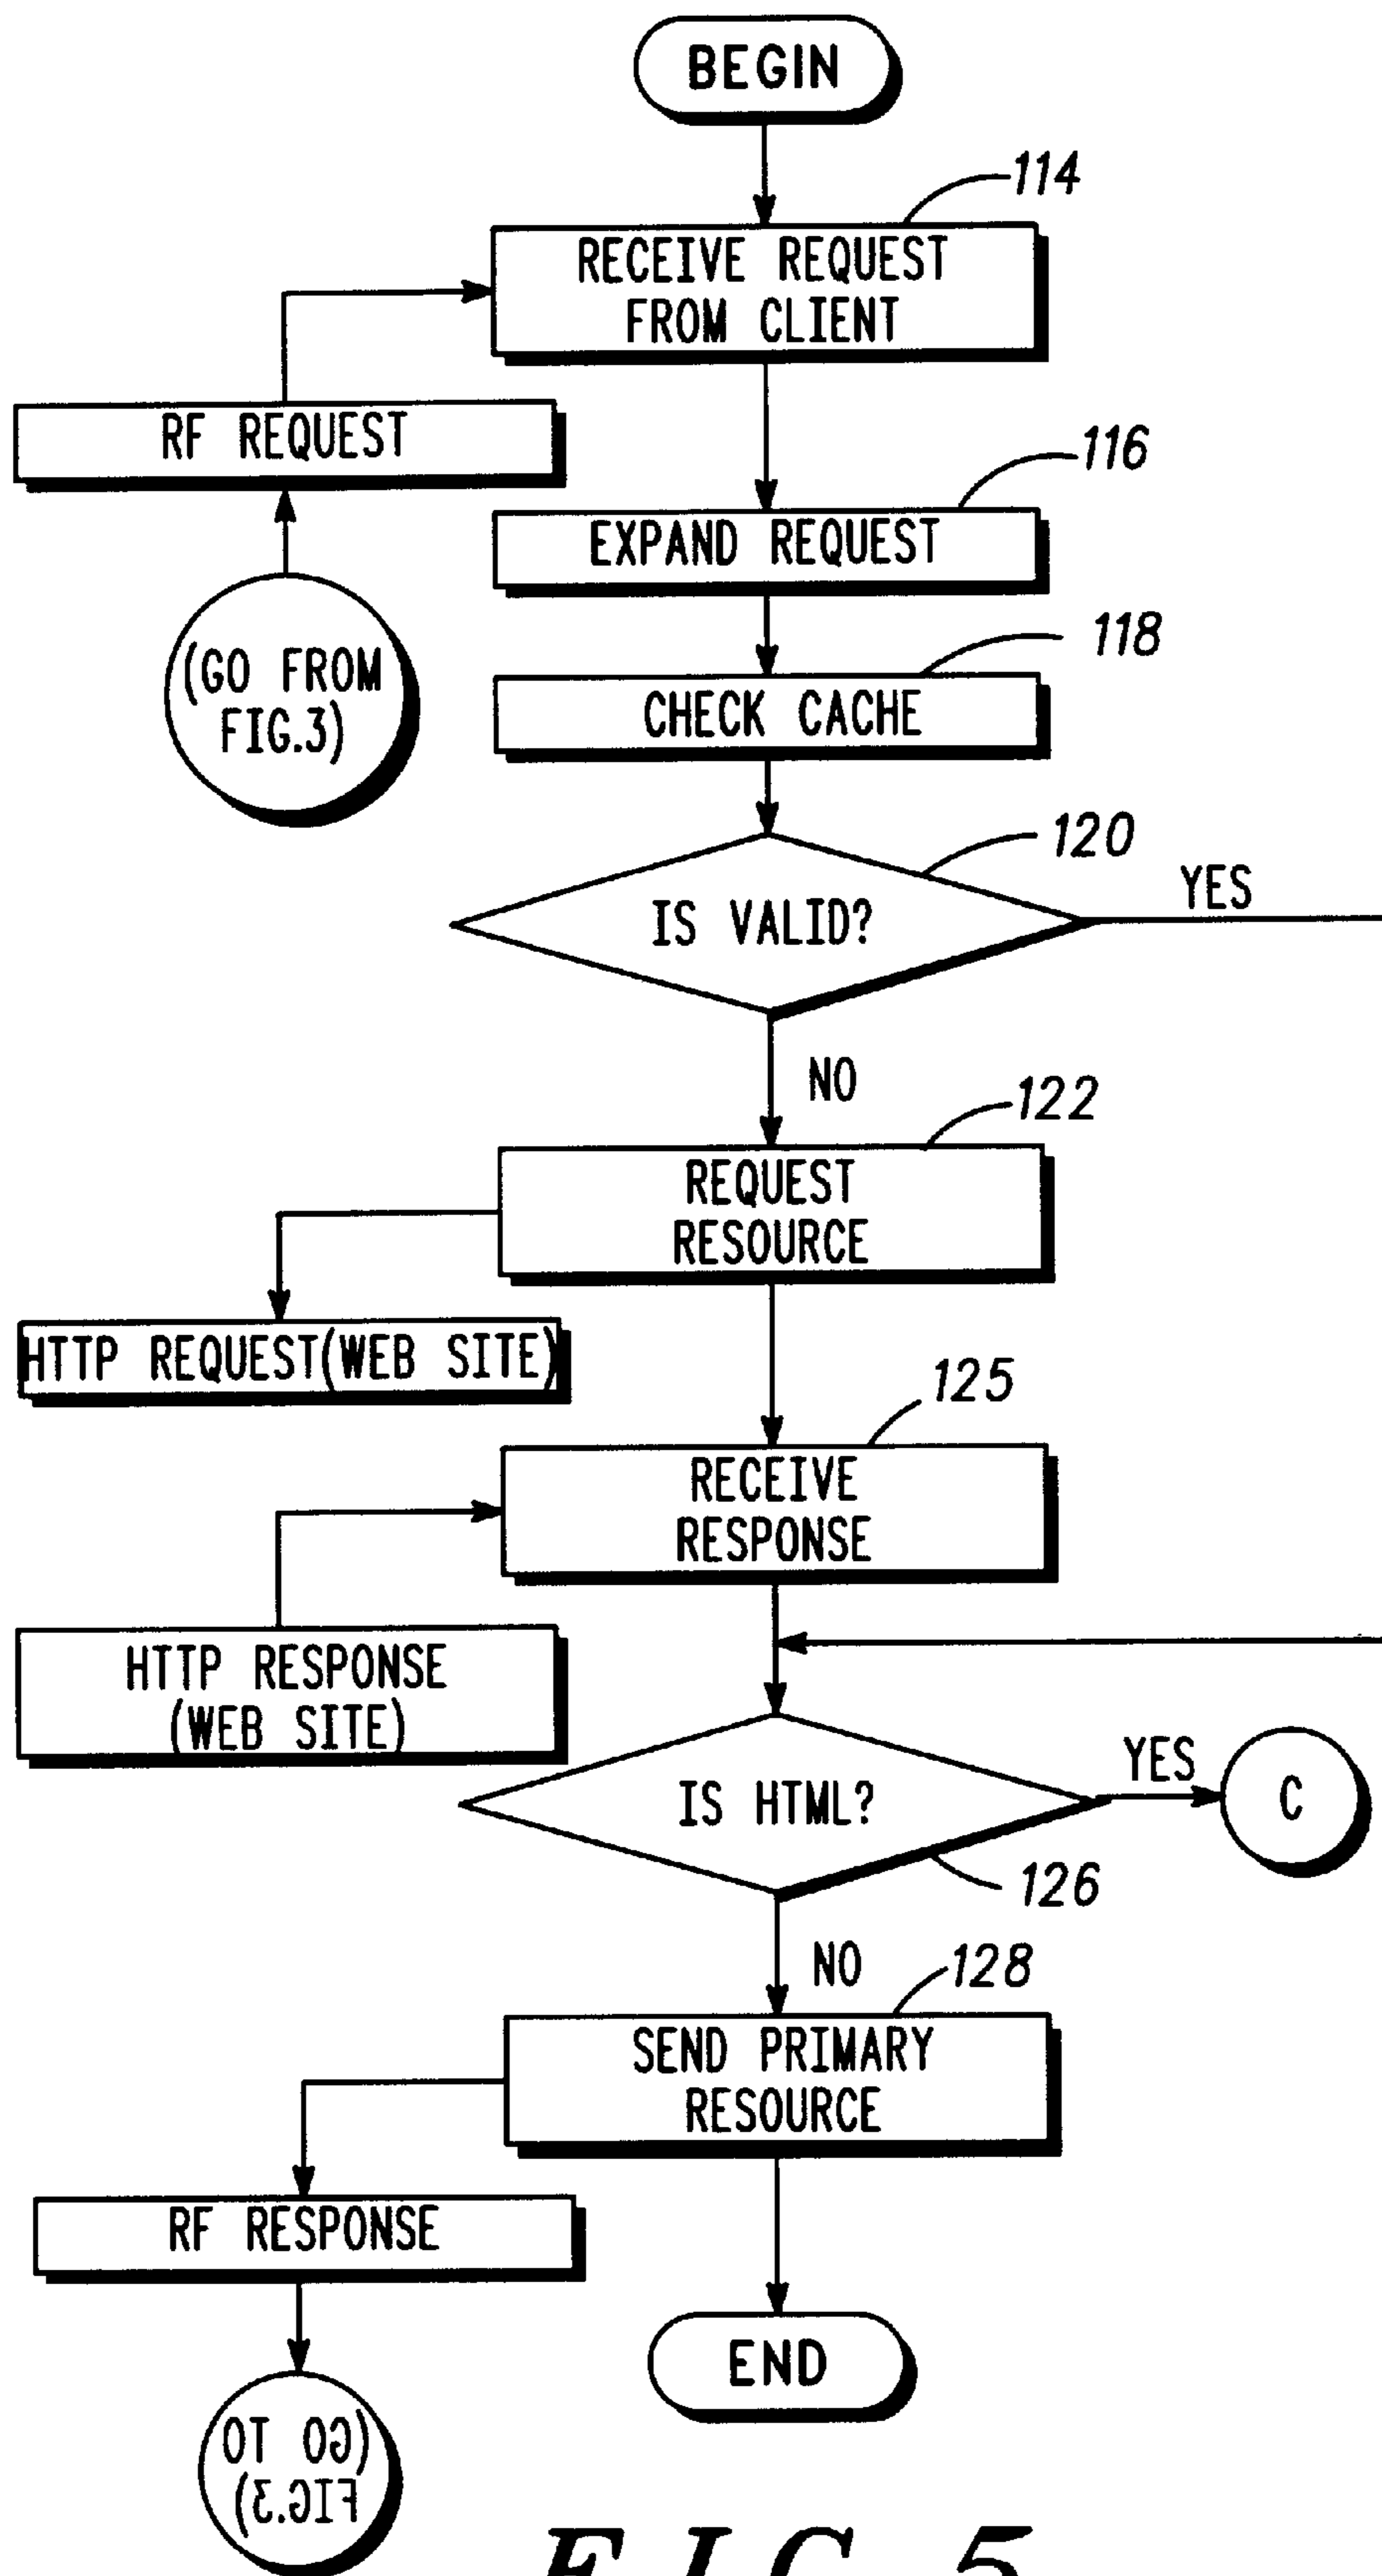 BEGIN
114
RECEIVE REQUEST
FROM CLIENT
RF REQUEST
116
EXPAND REQUEST
(GO FROM
FIG.3)
118
CHECK CACHE
120
IS VALID?
YES
NO
122
REQUEST
RESOURCE
HTTP REQUEST(WEB SITE)
125
RECEIVE
RESPONSE
HTTP RESPONSE
(WEB SITE)
IS HTML?
YES
C
126
NO
128
SEND PRIMARY
RESOURCE
RF RESPONSE
END
(GO TO
FIG.3)
FIG.5